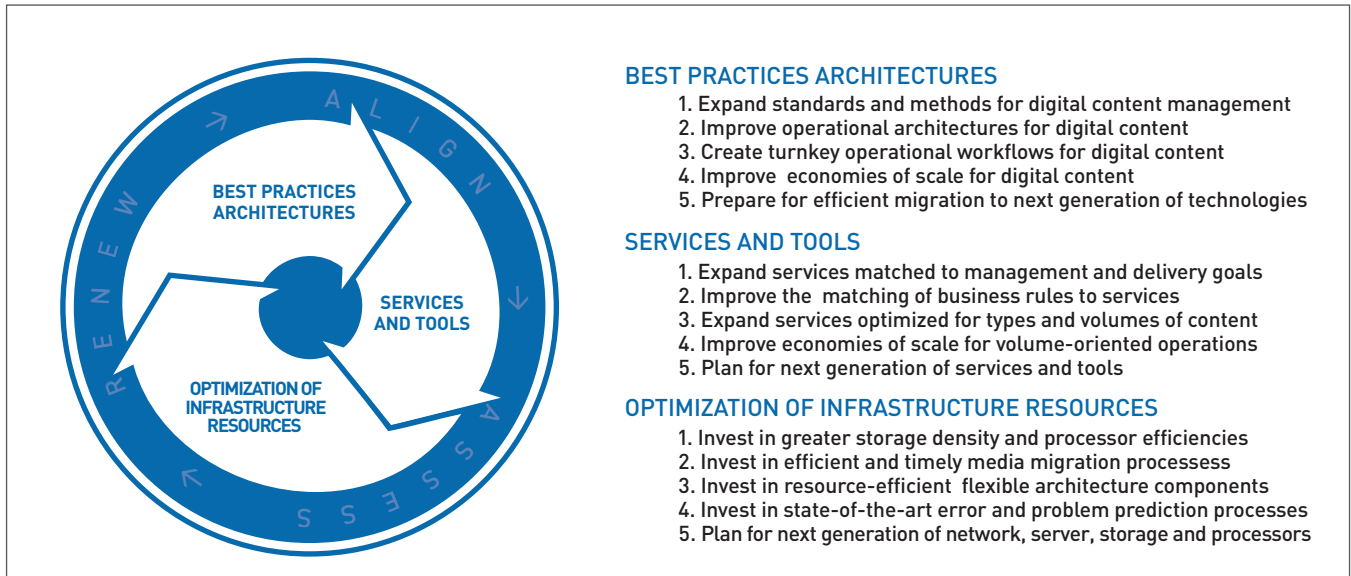 ALIGN
ASSESS
RENEW
BEST PRACTICES
ARCHITECTURES
SERVICES
AND TOOLS
OPTIMIZATION OF
INFRASTRUCTURE
RESOURCES
BEST PRACTICES ARCHITECTURES
1. Expand standards and methods for digital content management
2. Improve operational architectures for digital content
3. Create turnkey operational workflows for digital content
4. Improve economies of scale for digital content
5. Prepare for efficient migration to next generation of technologies
SERVICES AND TOOLS
1. Expand services matched to management and delivery goals
2. Improve the matching of business rules to services
3. Expand services optimized for types and volumes of content
4. Improve economies of scale for volume-oriented operations
5. Plan for next generation of services and tools
OPTIMIZATION OF INFRASTRUCTURE RESOURCES
1. Invest in greater storage density and processor efficiencies
2. Invest in efficient and timely media migration processess
3. Invest in resource-efficient flexible architecture components
4. Invest in state-of-the-art error and problem prediction processes
5. Plan for next generation of network, server, storage and processors